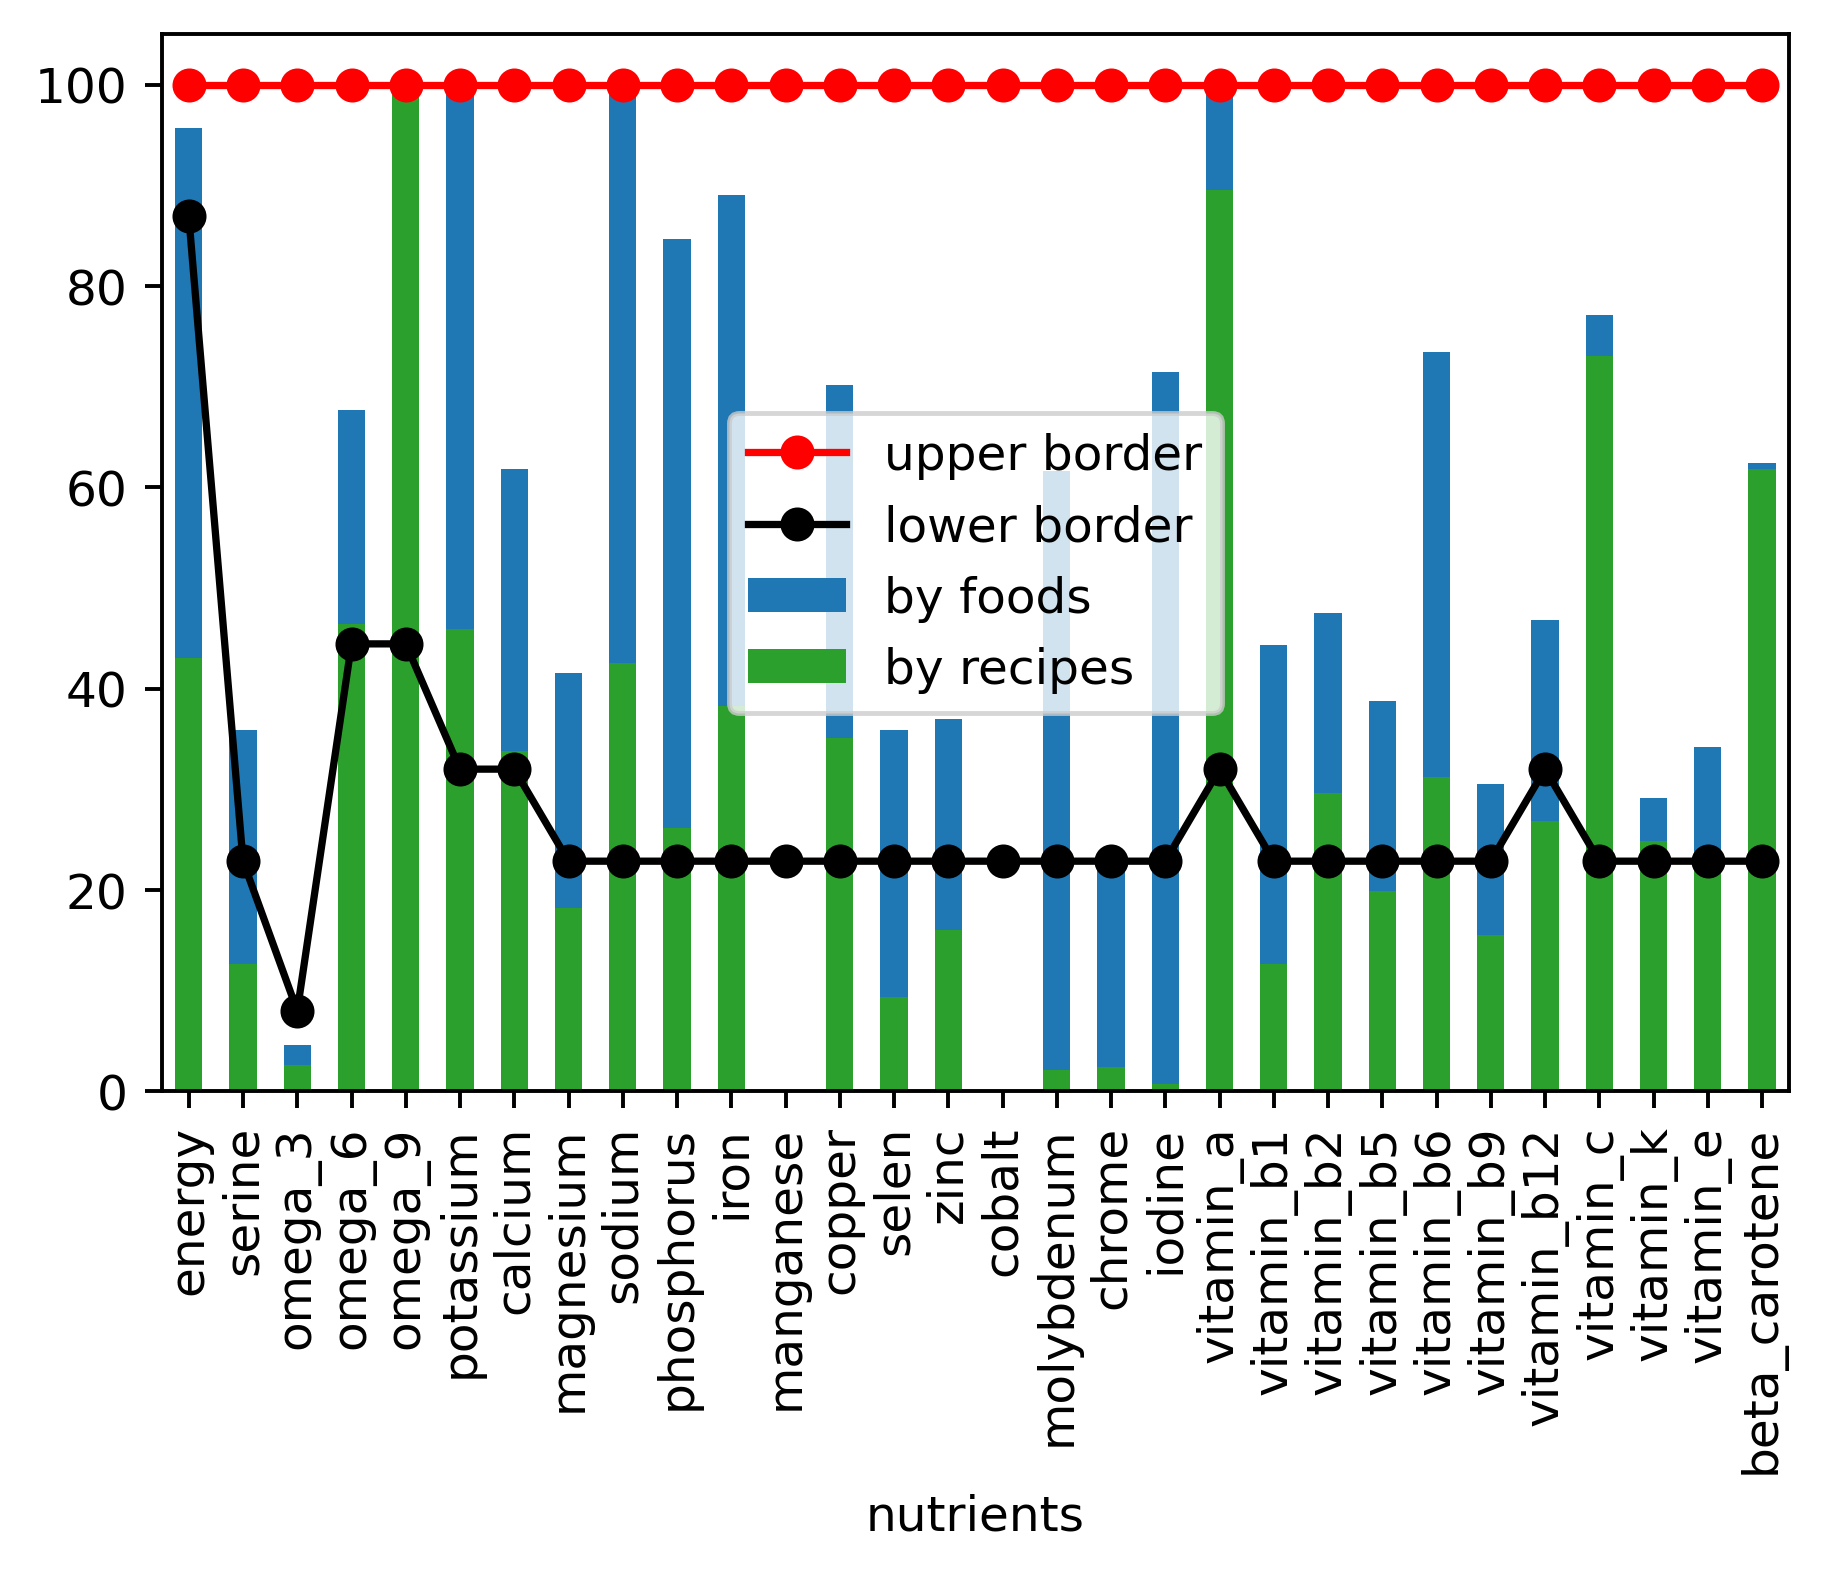 100
80
60
40
20
0
upper border
lower border
by foods
by recipes
energy
serine
omega_3
omega_6
omega_9
potassium
calcium
magnesium
sodium
phosphorus
iron
manganese
copper
selen
zinc
cobalt
molybdenum
chrome
iodine
vitamin_a
vitamin_b1
vitamin_b2
vitamin_b5
vitamin_b6
vitamin_b9
vitamin_b12
vitamin_c
vitamin_k
vitamin_e
beta_carotene
nutrients